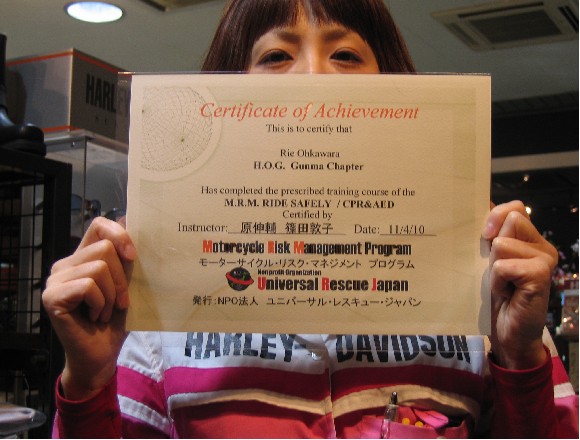 HARL
Certificate of Achievement
This is to certify that
Rie Ohkawara
H.O.G. Gunma Chapter
Has completed the prescribed training course of the
M.R.M. RIDE SAFELY / CPR&AED
Certified by
Instructor: 原伸輔 篠田敦子 Date: 11/4/10
Motorcycle Risk Management Program
モーターサイクル・リスク・マネジメント プログラム
Nonprofit Organization
Universal Rescue Japan
発行:NPO法人 ユニバーサル・レスキュー・ジャパン
HARLEY DAVIDSON